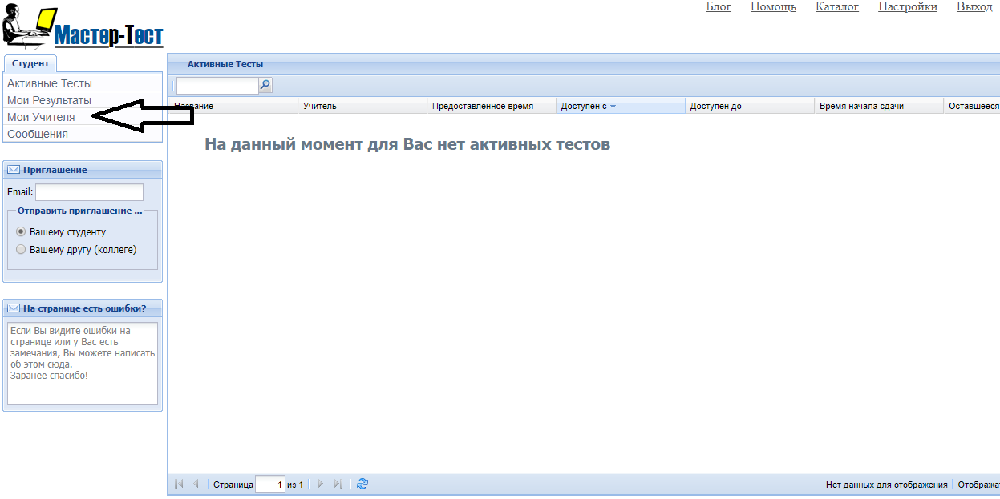 Блог Помощь Каталог Настройки Выход
Мастер-Тест
Студент
Активные Тесты
Мои Результаты
Мои Учителя
Сообщения
Приглашение
Email:
Отправить приглашение ...
Вашему студенту
Вашему другу (коллеге)
На странице есть ошибки?
Если Вы видите ошибки на
странице или у Вас есть
замечания, Вы можете написать
об этом сюда.
Заранее спасибо!
Активные Тесты
Название Учитель Предоставленное время Доступен с Доступен до Время начала сдачи Оставшееся
На данный момент для Вас нет активных тестов
Страница 1 из 1
Нет данных для отображения Отобража